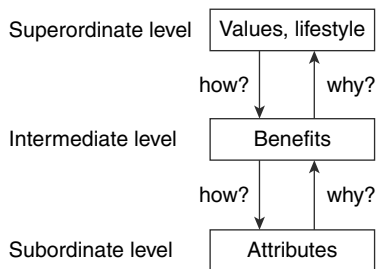 Superordinate level Values, lifestyle
how? why?
Intermediate level Benefits
how? why?
Subordinate level Attributes